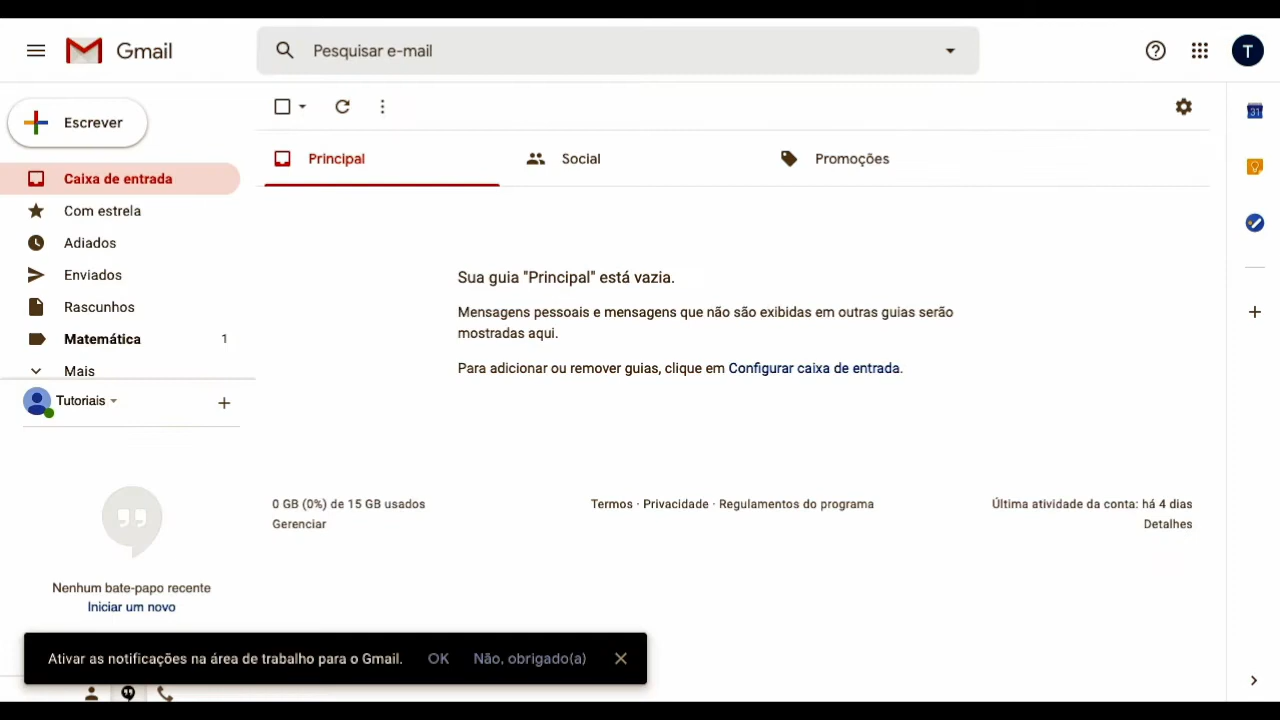 Gmail
Pesquisar e-mail
T
Escrever
Caixa de entrada
Com estrela
Adiados
Enviados
Rascunhos
Matemática 1
Mais
Tutoriais
Principal
Social
Promoções
31
Sua guia "Principal" está vazia.
Mensagens pessoais e mensagens que não são exibidas em outras guias serão
mostradas aqui.
Para adicionar ou remover guias, clique em Configurar caixa de entrada.
0 GB (0%) de 15 GB usados
Gerenciar
Termos · Privacidade · Regulamentos do programa
Última atividade da conta: há 4 dias
Detalhes
Nenhum bate-papo recente
Iniciar um novo
Ativar as notificações na área de trabalho para o Gmail. OK Não, obrigado(a)